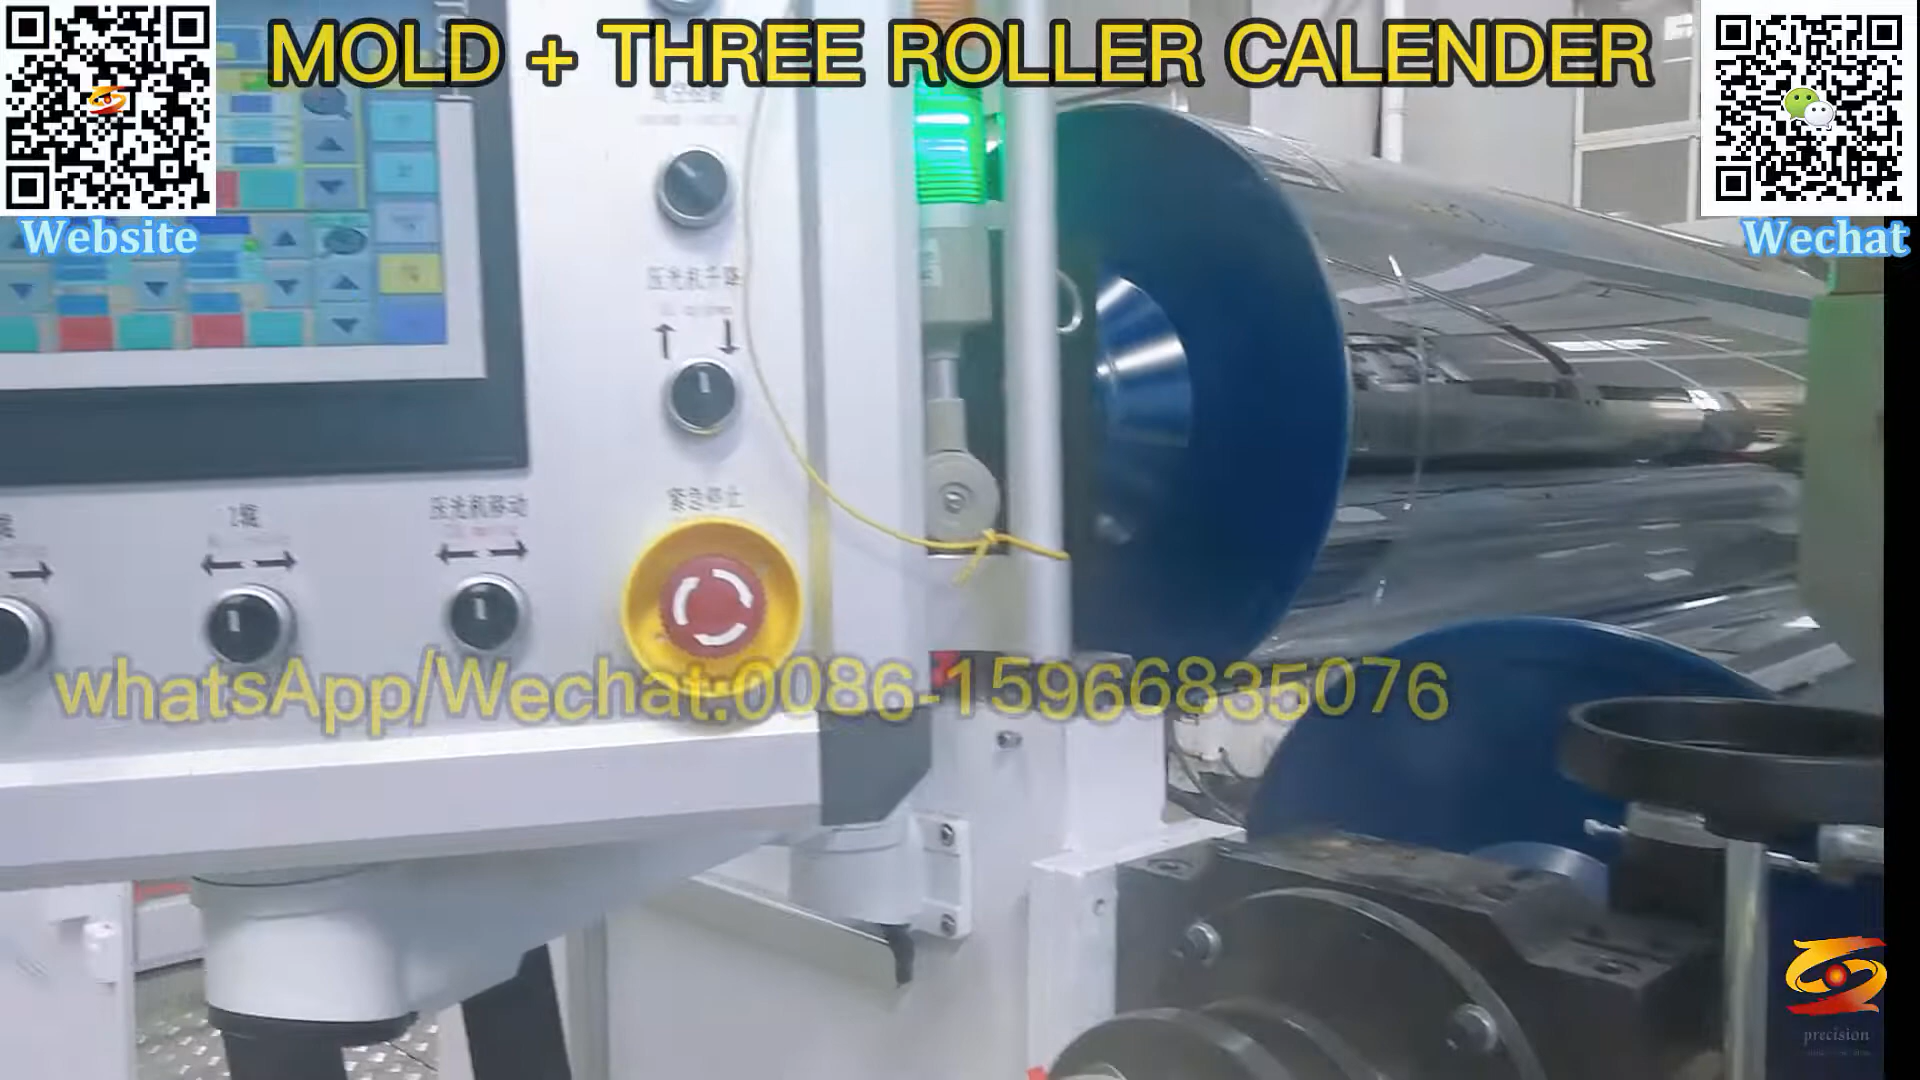 MOLD + THREE ROLLER CALENDER
Website
Wechat
压光机升降
紧急停止
2辊
压光机移动
whatsApp/Wechat:0086-15966835076
precision